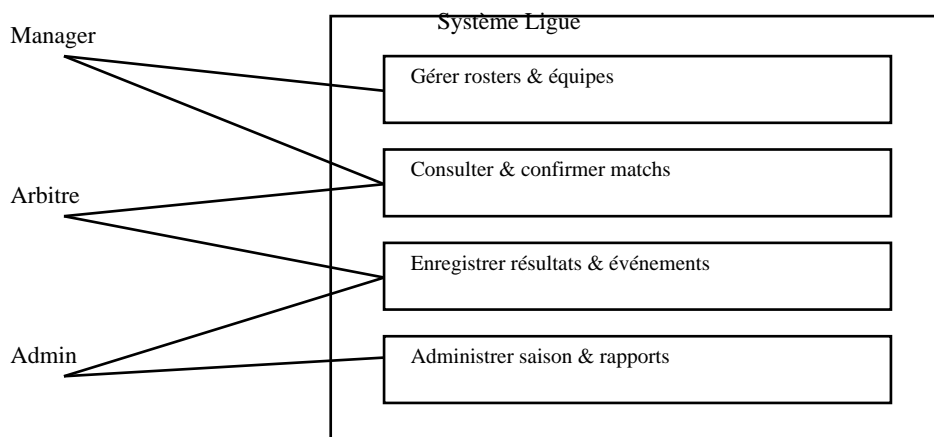 Système Ligue
Manager
Gérer rosters & équipes
Consulter & confirmer matchs
Arbitre
Enregistrer résultats & événements
Admin
Administrer saison & rapports